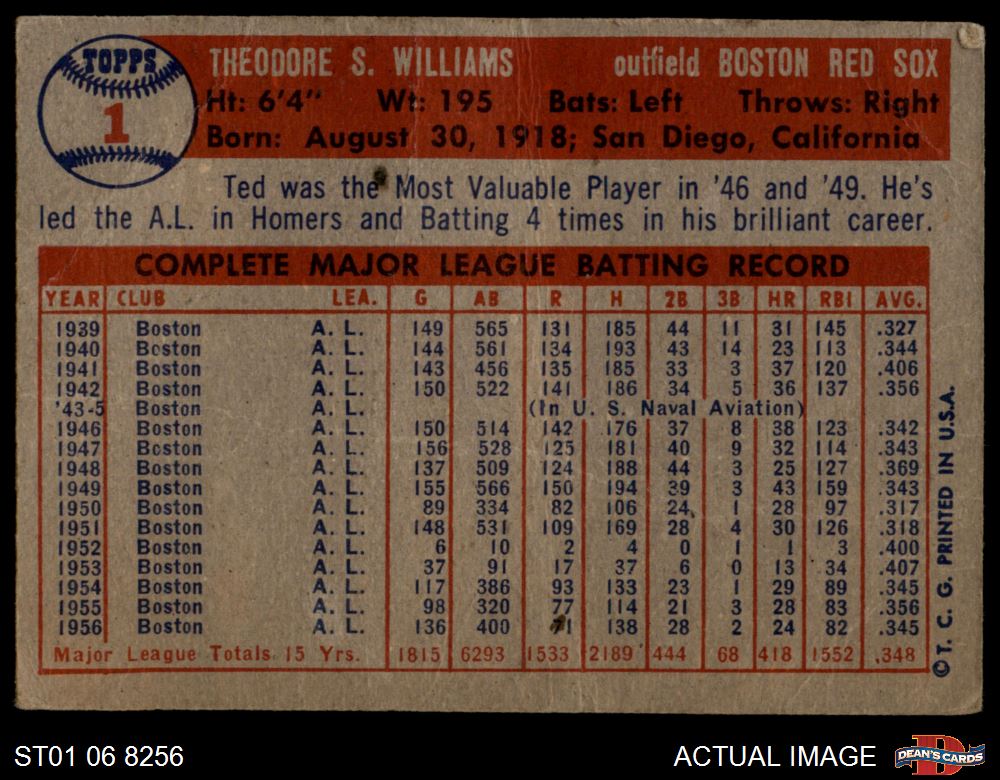 TOPPS
1
THEODORE S. WILLIAMS outfield BOSTON RED SOX
Ht: 6'4" Wt: 195 Bats: Left Throws: Right
Born: August 30, 1918; San Diego, California
Ted was the Most Valuable Player in '46 and '49. He's
led the A.L. in Homers and Batting 4 times in his brilliant career.
COMPLETE MAJOR LEAGUE BATTING RECORD
YEAR CLUB LEA. G AB R H 2B 3B HR RBI AVG.
1939 Boston A. L. 149 565 131 185 44 11 31 145 .327
1940 Boston A. L. 144 561 134 193 43 14 23 113 .344
1941 Boston A. L. 143 456 135 185 33 3 37 120 .406
1942 Boston A. L. 150 522 141 186 34 5 36 137 .356
'43-5 Boston A. L. (In U. S. Naval Aviation)
1946 Boston A. L. 150 514 142 176 37 8 38 123 .342
1947 Boston A. L. 156 528 125 181 40 9 32 114 .343
1948 Boston A. L. 137 509 124 188 44 3 25 127 .369
1949 Boston A. L. 155 566 150 194 39 3 43 159 .343
1950 Boston A. L. 89 334 82 106 24 1 28 97 .317
1951 Boston A. L. 148 531 109 169 28 4 30 126 .318
1952 Boston A. L. 6 10 2 4 0 1 1 3 .400
1953 Boston A. L. 37 91 17 37 6 0 13 34 .407
1954 Boston A. L. 117 386 93 133 23 1 29 89 .345
1955 Boston A. L. 98 320 77 114 21 3 28 83 .356
1956 Boston A. L. 136 400 71 138 28 2 24 82 .345
Major League Totals 15 Yrs. 1815 6293 1533 2189 444 68 418 1552 .348
© T. C. G. PRINTED IN U.S.A.
ST01 06 8256
ACTUAL IMAGE
DEAN'S CARDS